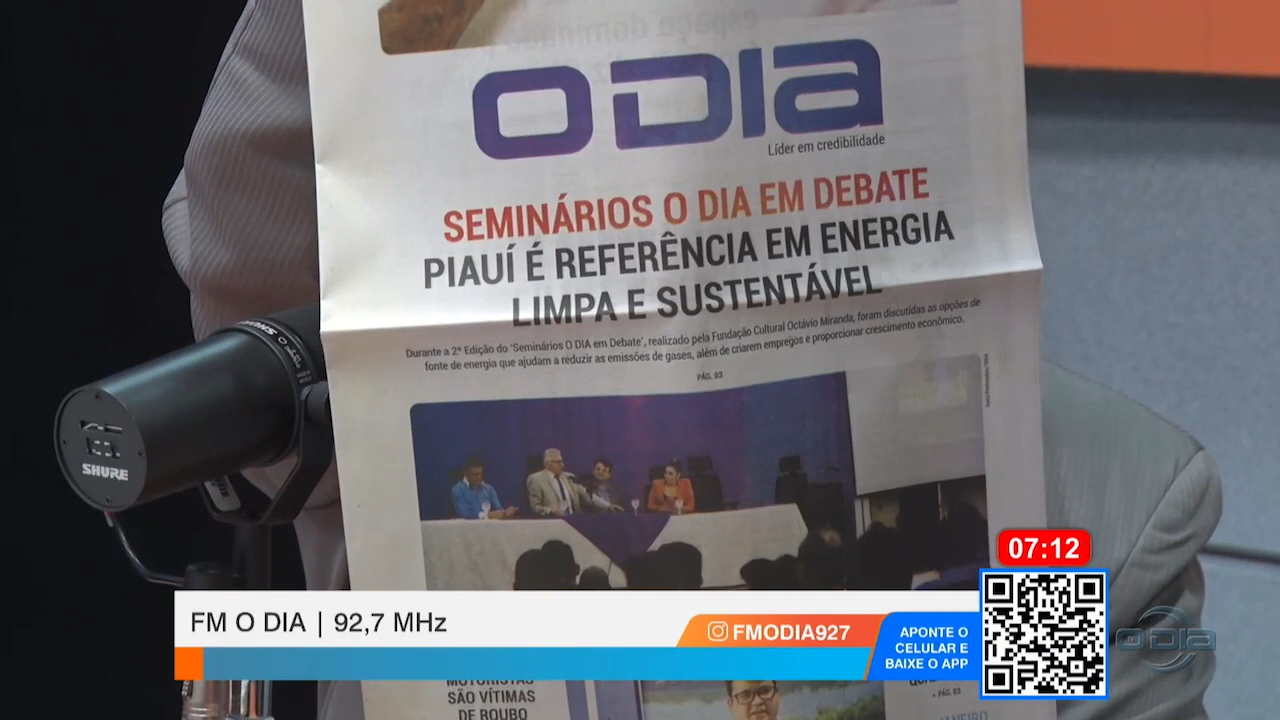 O DIA
Líder em credibilidade
SEMINÁRIOS O DIA EM DEBATE
PIAUÍ É REFERÊNCIA EM ENERGIA
LIMPA E SUSTENTÁVEL
Durante a 2ª Edição do 'Seminários O DIA em Debate', realizado pela Fundação Cultural Octávio Miranda, foram discutidas as opções de
fonte de energia que ajudam a reduzir as emissões de gases, além de criarem empregos e proporcionar crescimento econômico.
PÁG. 03
SHURE
SHURE
07:12
FM O DIA | 92,7 MHz
FMODIA927
APONTE O
CELULAR E
BAIXE O APP
O DIA
MOTORISTAS
SÃO VÍTIMAS
DE ROUBO
PÁG. 03